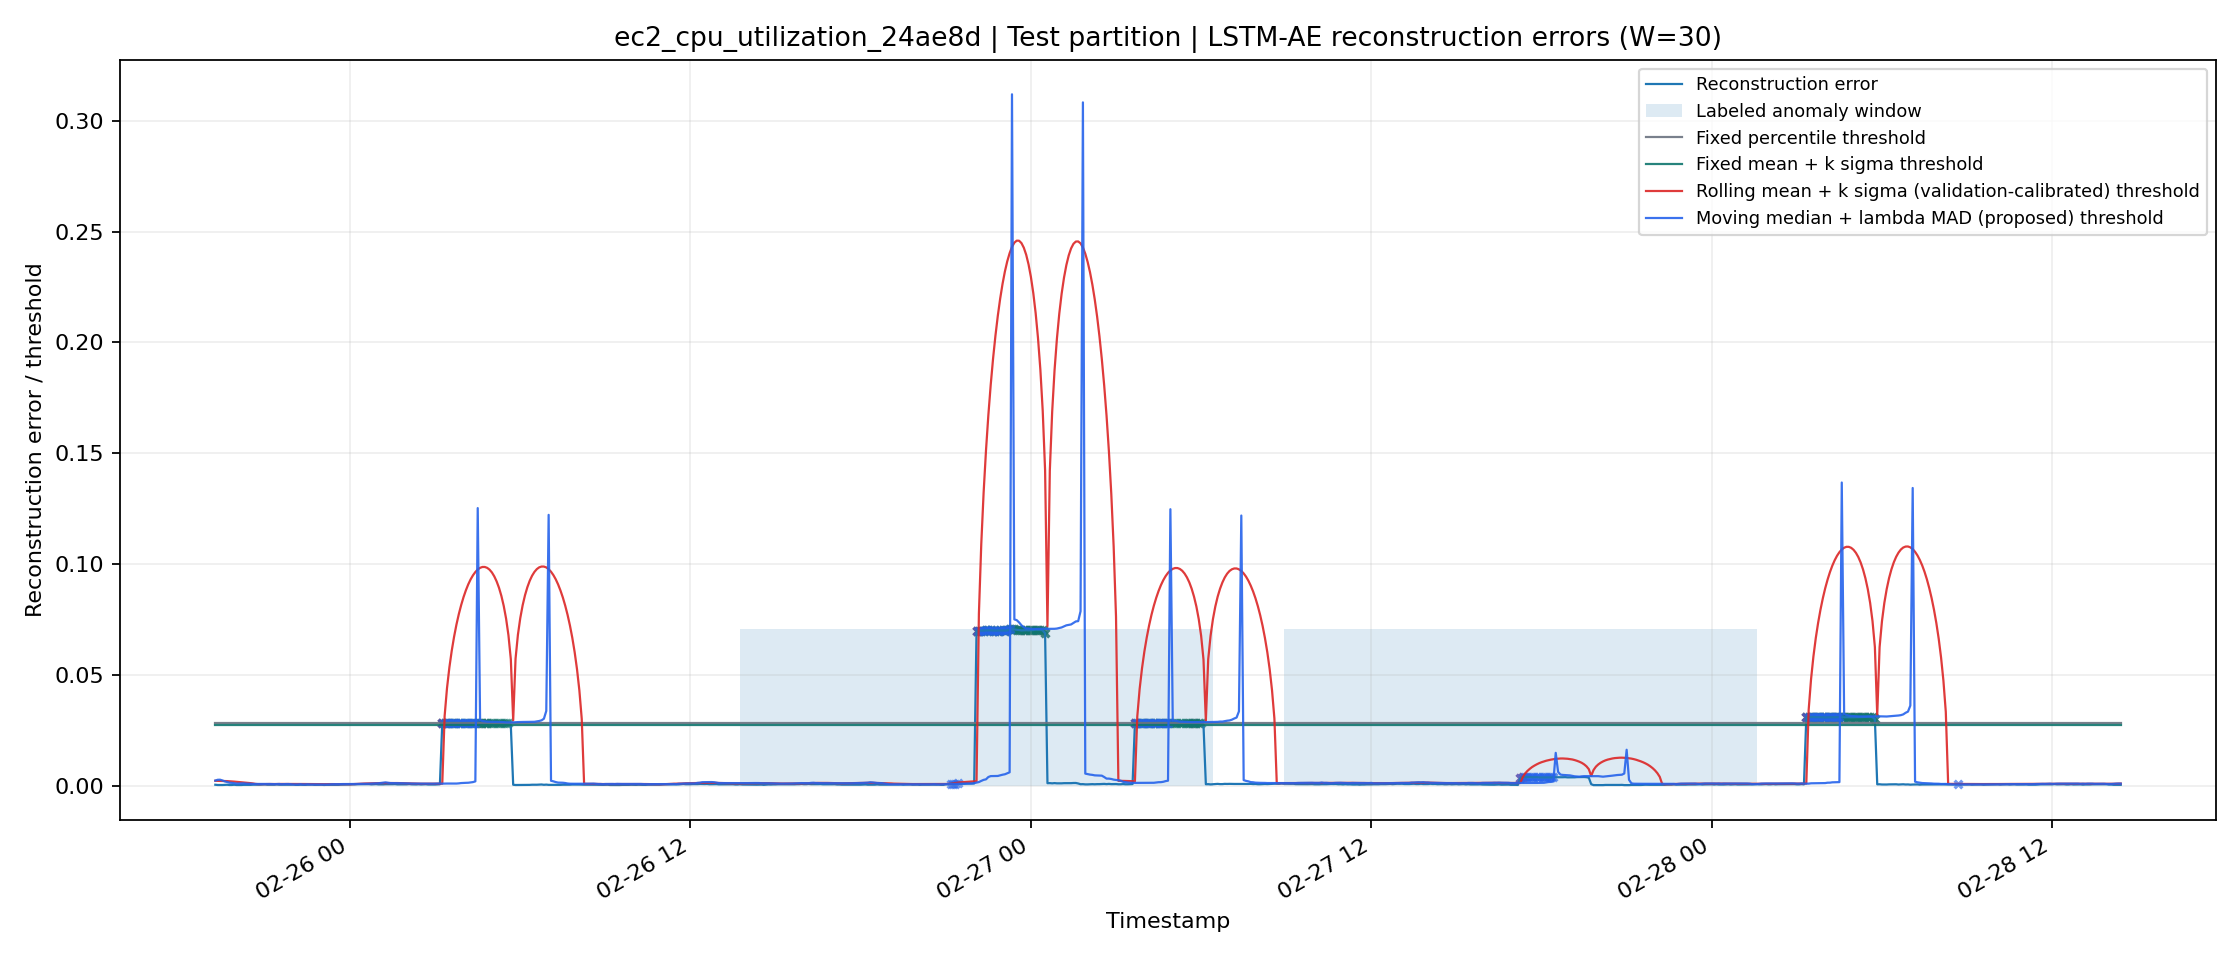 ec2_cpu_utilization_24ae8d | Test partition | LSTM-AE reconstruction errors (W=30)
Reconstruction error
Labeled anomaly window
Fixed percentile threshold
Fixed mean + k sigma threshold
Rolling mean + k sigma (validation-calibrated) threshold
Moving median + lambda MAD (proposed) threshold
Reconstruction error / threshold
0.30
0.25
0.20
0.15
0.10
0.05
0.00
02-26 00
02-26 12
02-27 00
02-27 12
02-28 00
02-28 12
Timestamp